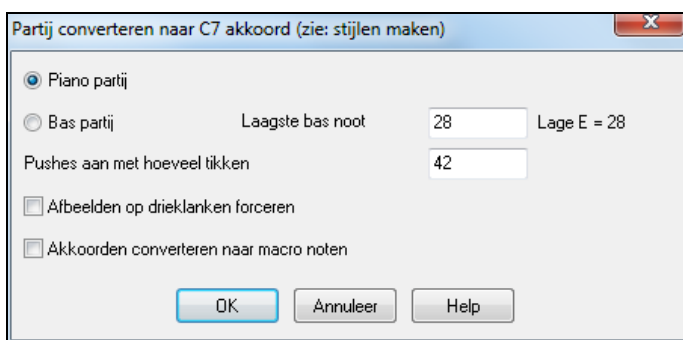 Partij converteren naar C7 akkoord (zie: stijlen maken)
Piano partij
Bas partij Laagste bas noot 28 Lage E = 28
Pushes aan met hoeveel tikken 42
Afbeelden op drieklanken forceren
Akkoorden converteren naar macro noten
OK Annuleer Help